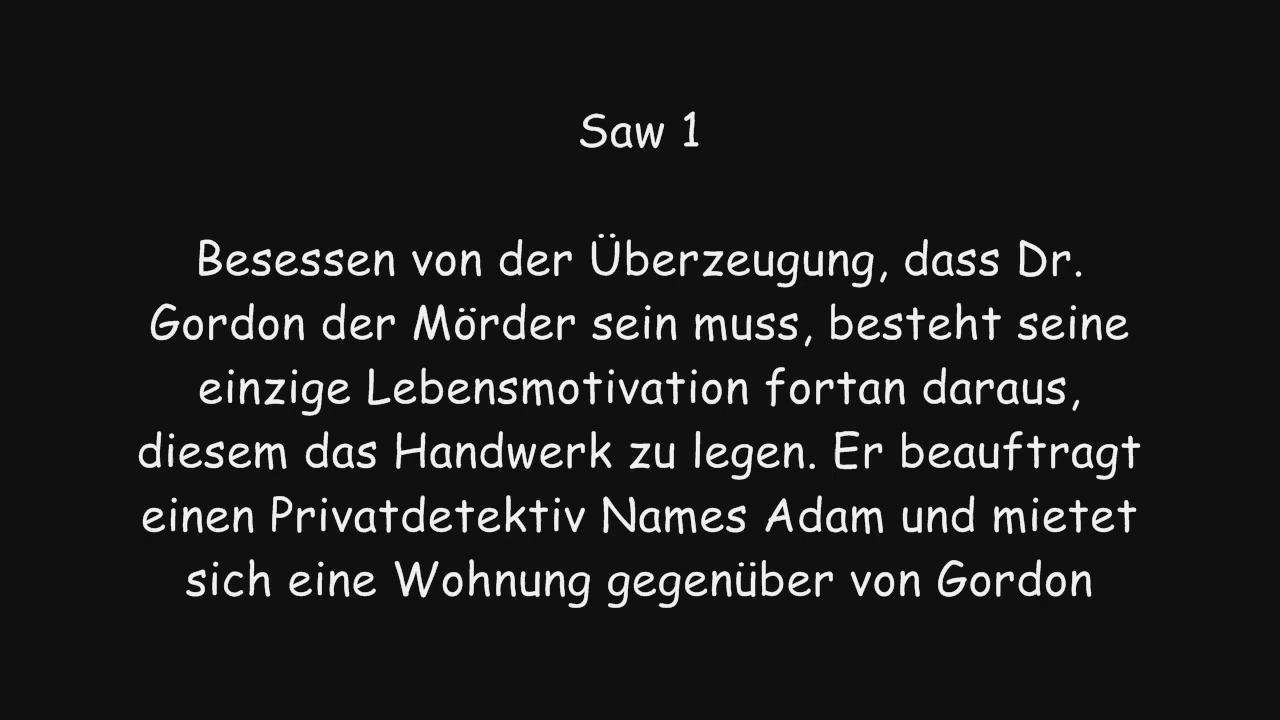 Saw 1
Besessen von der Überzeugung, dass Dr.
Gordon der Mörder sein muss, besteht seine
einzige Lebensmotivation fortan daraus,
diesem das Handwerk zu legen. Er beauftragt
einen Privatdetektiv Names Adam und mietet
sich eine Wohnung gegenüber von Gordon